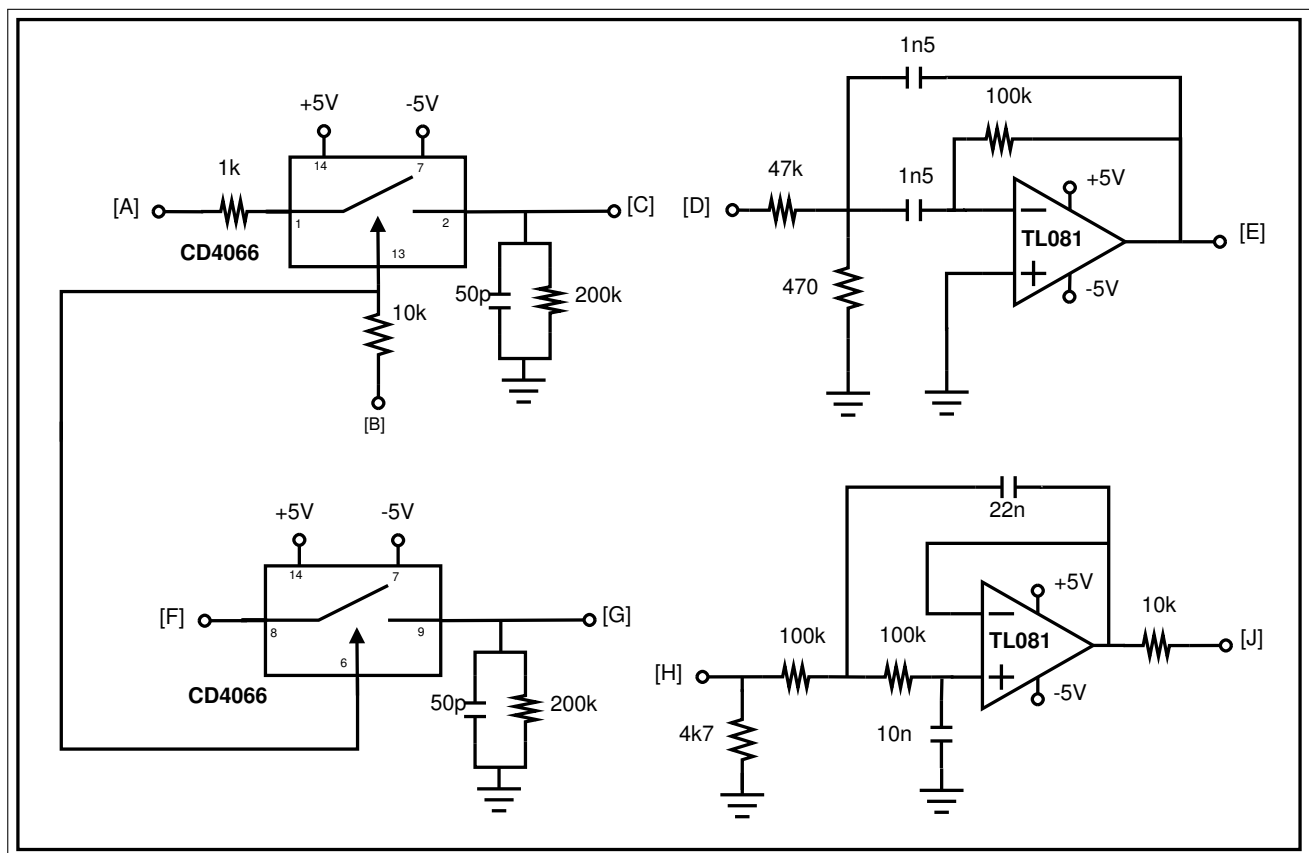 1n5
+5V
-5V
100k
14
7
1k
47k
1n5
+5V
[A]
[C]
[D]
1
2
TL081
[E]
CD4066
13
50p
200k
470
-5V
10k
[B]
22n
+5V
-5V
14
7
+5V
10k
[F]
[G]
100k
100k
8
9
TL081
[J]
6
[H]
CD4066
50p
200k
-5V
4k7
10n